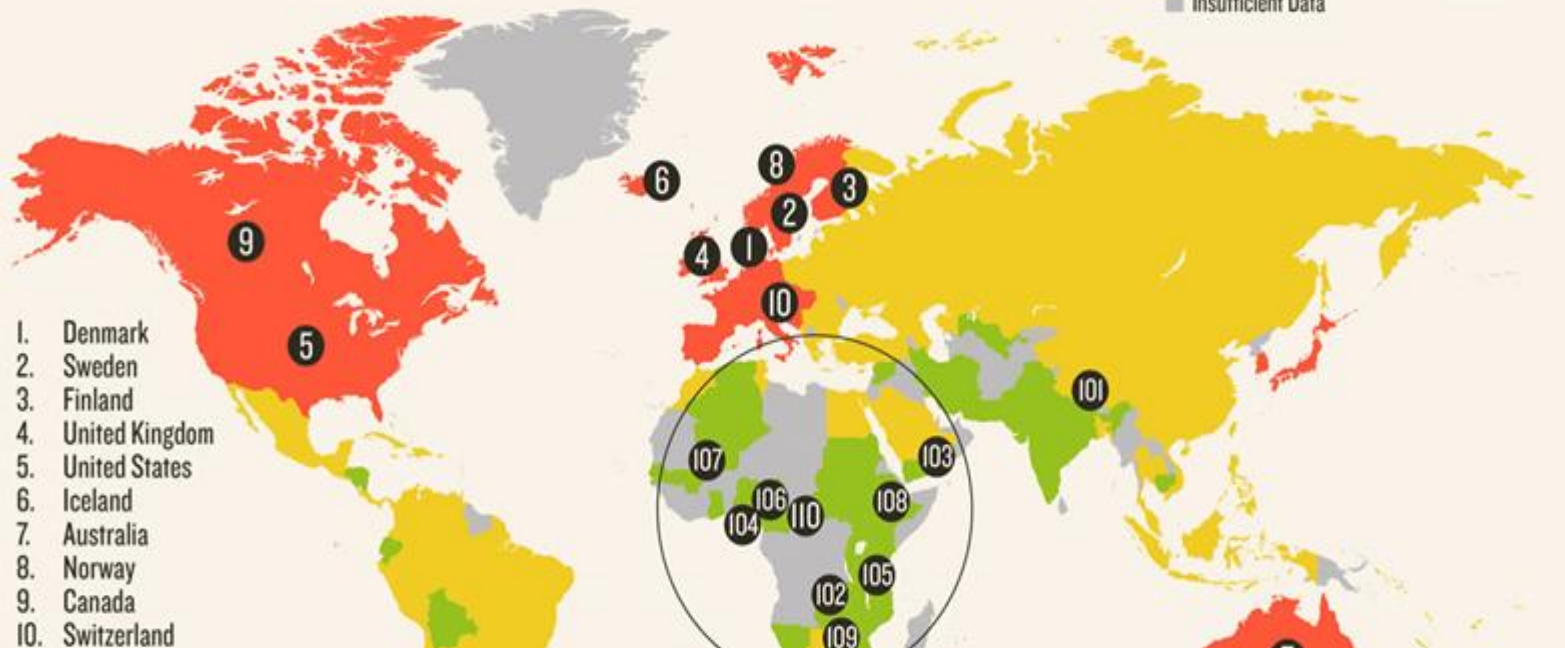 Insufficient Data
8
6
3
2
9
4
1
10
1. Denmark
5
2. Sweden
3. Finland
101
4. United Kingdom
107
103
5. United States
6. Iceland
106
108
104
110
7. Australia
8. Norway
105
9. Canada
102
10. Switzerland
109